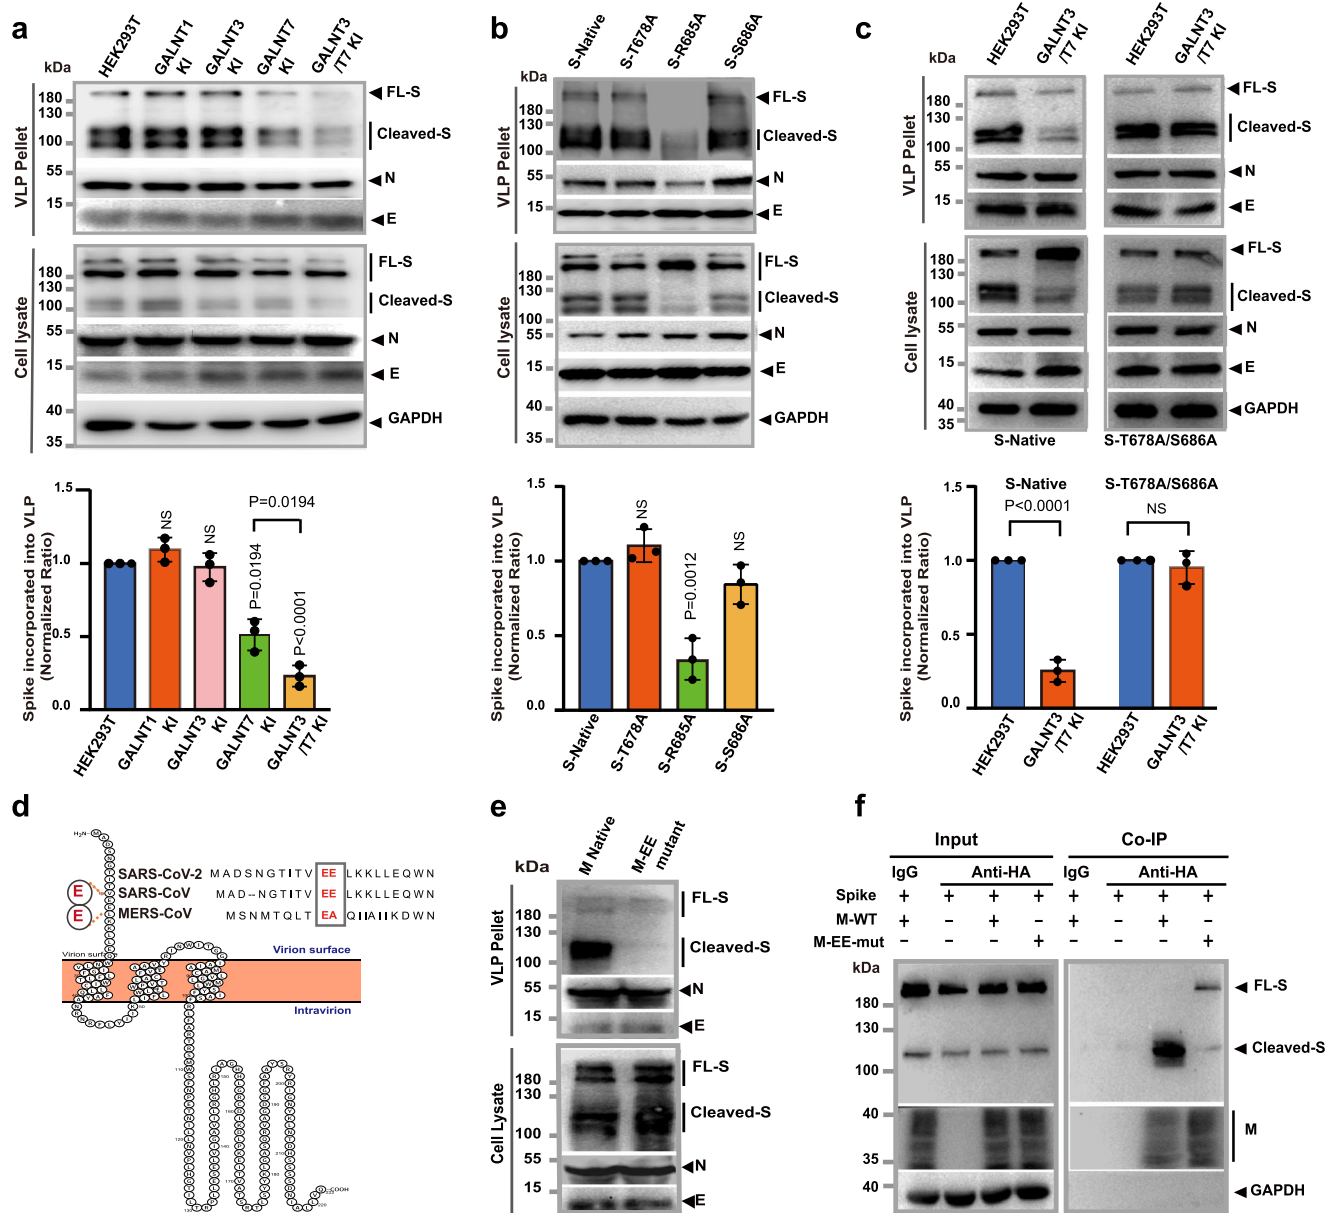 a
kDa
HEK293T
GALNT1 KI
GALNT3 KI
GALNT7 KI
GALNT3 /T7 KI
VLP Pellet
180
130
100
55
15
FL-S
Cleaved-S
N
E
Cell lysate
180
130
100
55
15
40
35
FL-S
Cleaved-S
N
E
GAPDH
Spike incorporated into VLP
(Normalized Ratio)
1.5
1.0
0.5
0.0
NS
NS
P=0.0194
P<0.0001
P=0.0194
HEK293T
GALNT1 KI
GALNT3 KI
GALNT7 KI
GALNT3 /T7 KI
b
kDa
S-Native
S-T678A
S-R685A
S-S686A
VLP Pellet
180
130
100
55
15
FL-S
Cleaved-S
N
E
Cell lysate
180
130
100
55
15
40
35
FL-S
Cleaved-S
N
E
GAPDH
Spike incorporated into VLP
(Normalized Ratio)
1.5
1.0
0.5
0.0
NS
P=0.0012
NS
S-Native
S-T678A
S-R685A
S-S686A
c
kDa
HEK293T
GALNT3 /T7 KI
HEK293T
GALNT3 /T7 KI
VLP Pellet
180
130
100
55
15
FL-S
Cleaved-S
N
E
Cell lysate
180
130
100
55
15
40
35
FL-S
Cleaved-S
N
E
GAPDH
S-Native
S-T678A/S686A
Spike incorporated into VLP
(Normalized Ratio)
1.5
1.0
0.5
0.0
S-Native
S-T678A/S686A
P<0.0001
NS
HEK293T
GALNT3 /T7 KI
HEK293T
GALNT3 /T7 KI
d
H₂N
SARS-CoV-2 MADSNGTITV EE LKKLLEQWN
E SARS-CoV MAD--NGTITV EE LKKLLEQWN
E MERS-CoV MSNMTQLT EA QIIAIIKDWN
Virion surface
Virion surface
Intravirion
COOH
e
kDa
M Native
M-EE mutant
VLP Pellet
180
130
100
55
15
FL-S
Cleaved-S
N
E
Cell Lysate
180
130
100
55
15
FL-S
Cleaved-S
N
E
f
Input
Co-IP
IgG Anti-HA IgG Anti-HA
Spike + + + + + + + +
M-WT + - + - + - + -
M-EE-mut - - - + - - - +
kDa
180
130
100
40
35
40
FL-S
Cleaved-S
M
GAPDH